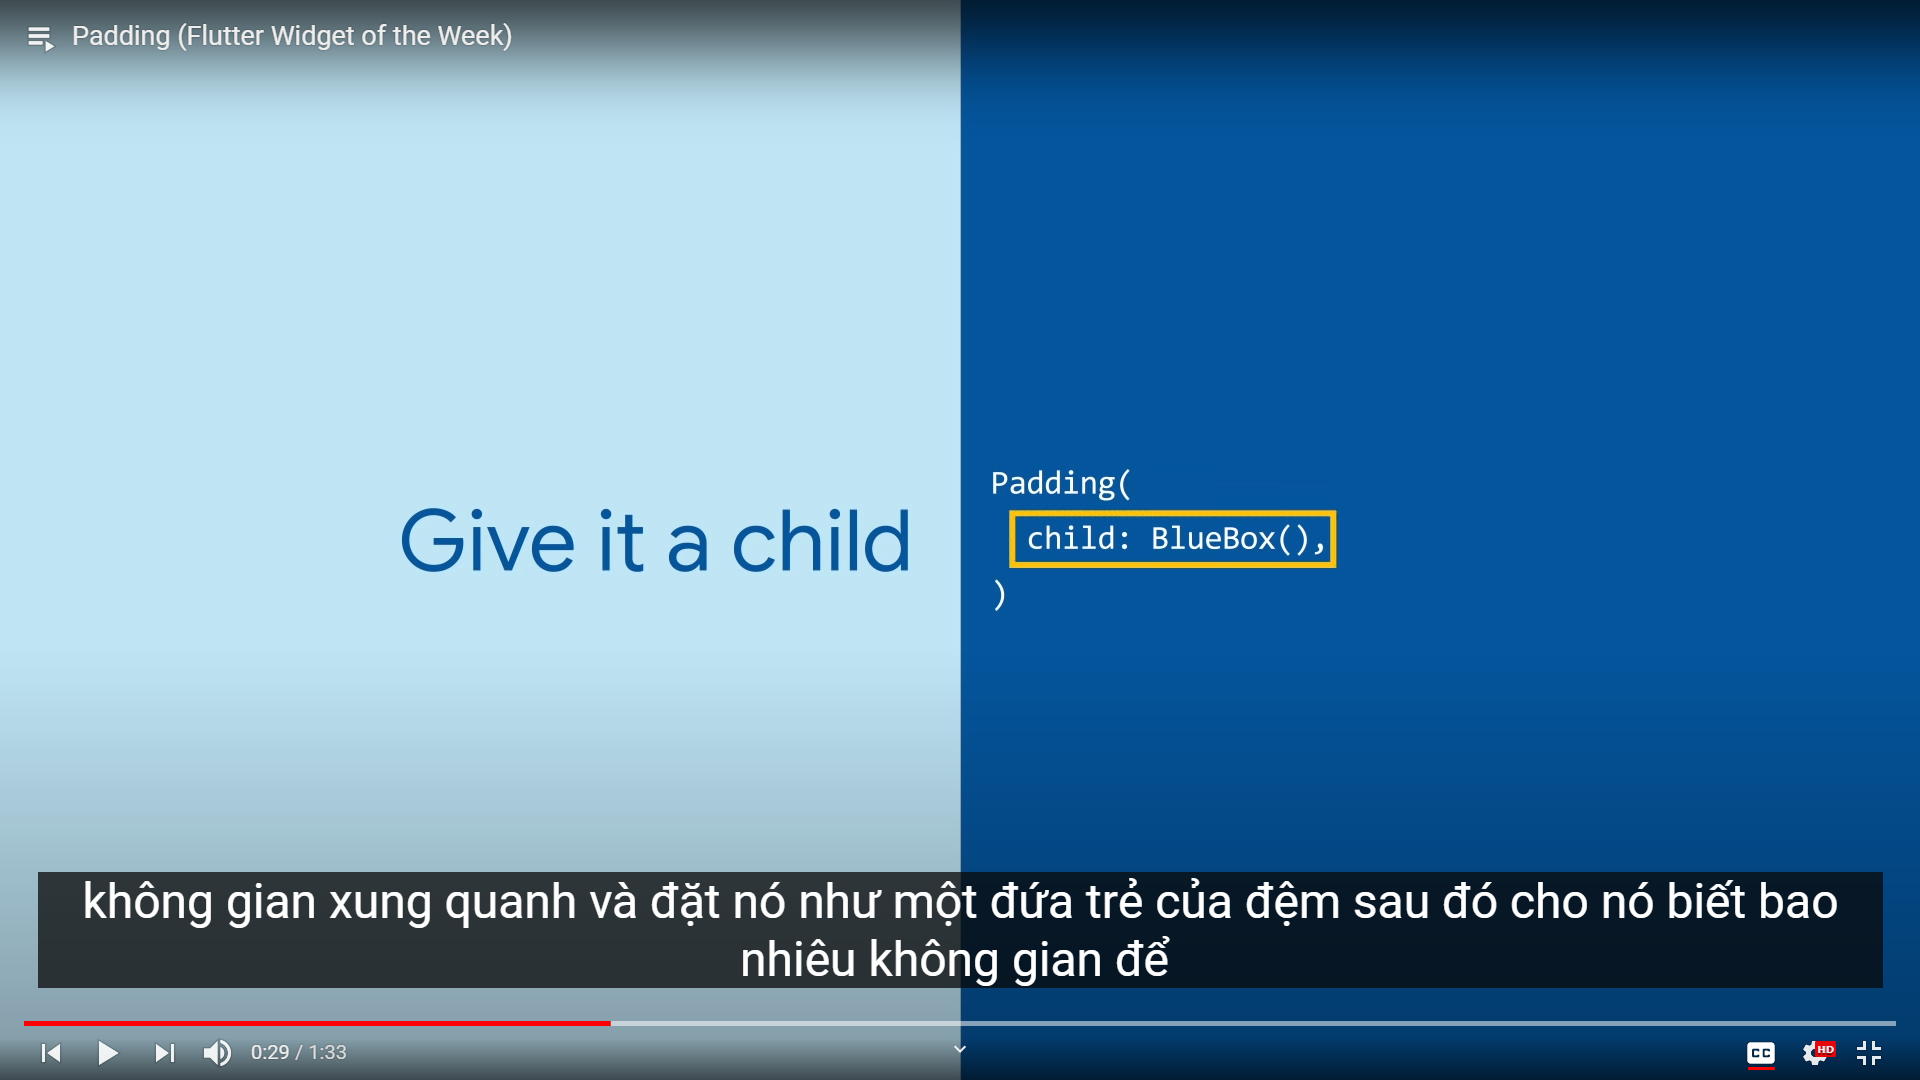 Padding (Flutter Widget of the Week)
Give it a child
Padding(
child: BlueBox(),
)
không gian xung quanh và đặt nó như một đứa trẻ của đệm sau đó cho nó biết bao
nhiêu không gian để
0:29 / 1:33
CC
HD